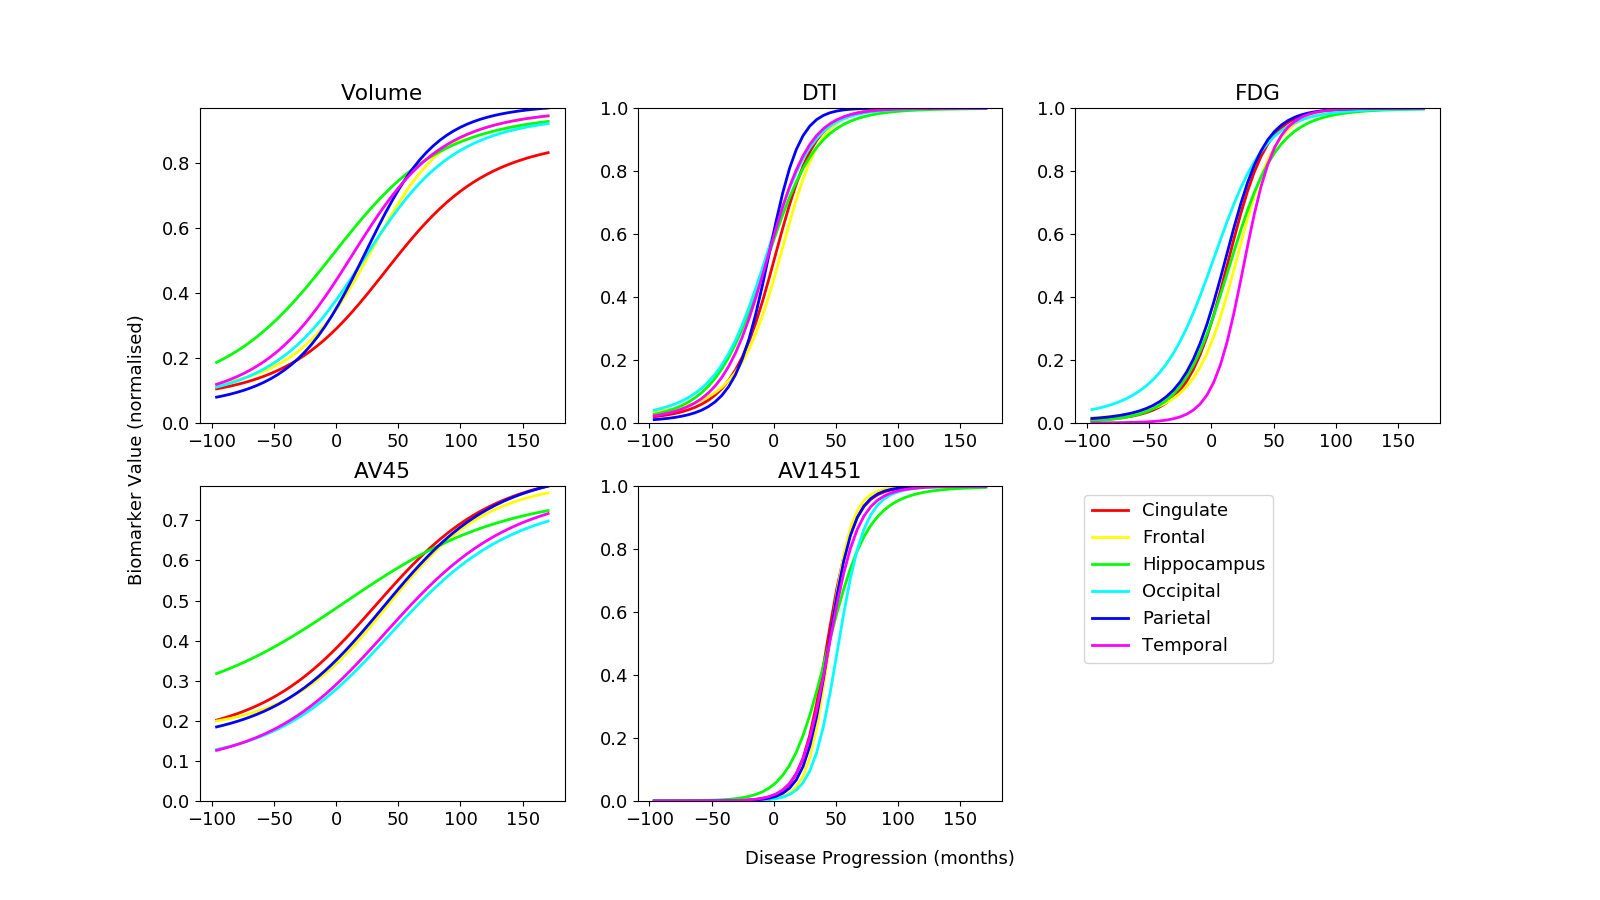 Volume
DTI
FDG
0.0 0.2 0.4 0.6 0.8
−100 −50 0 50 100 150
0.0 0.2 0.4 0.6 0.8 1.0
−100 −50 0 50 100 150
0.0 0.2 0.4 0.6 0.8 1.0
−100 −50 0 50 100 150
Biomarker Value (normalised)
AV45
AV1451
0.0 0.1 0.2 0.3 0.4 0.5 0.6 0.7
−100 −50 0 50 100 150
0.0 0.2 0.4 0.6 0.8 1.0
−100 −50 0 50 100 150
Cingulate
Frontal
Hippocampus
Occipital
Parietal
Temporal
Disease Progression (months)